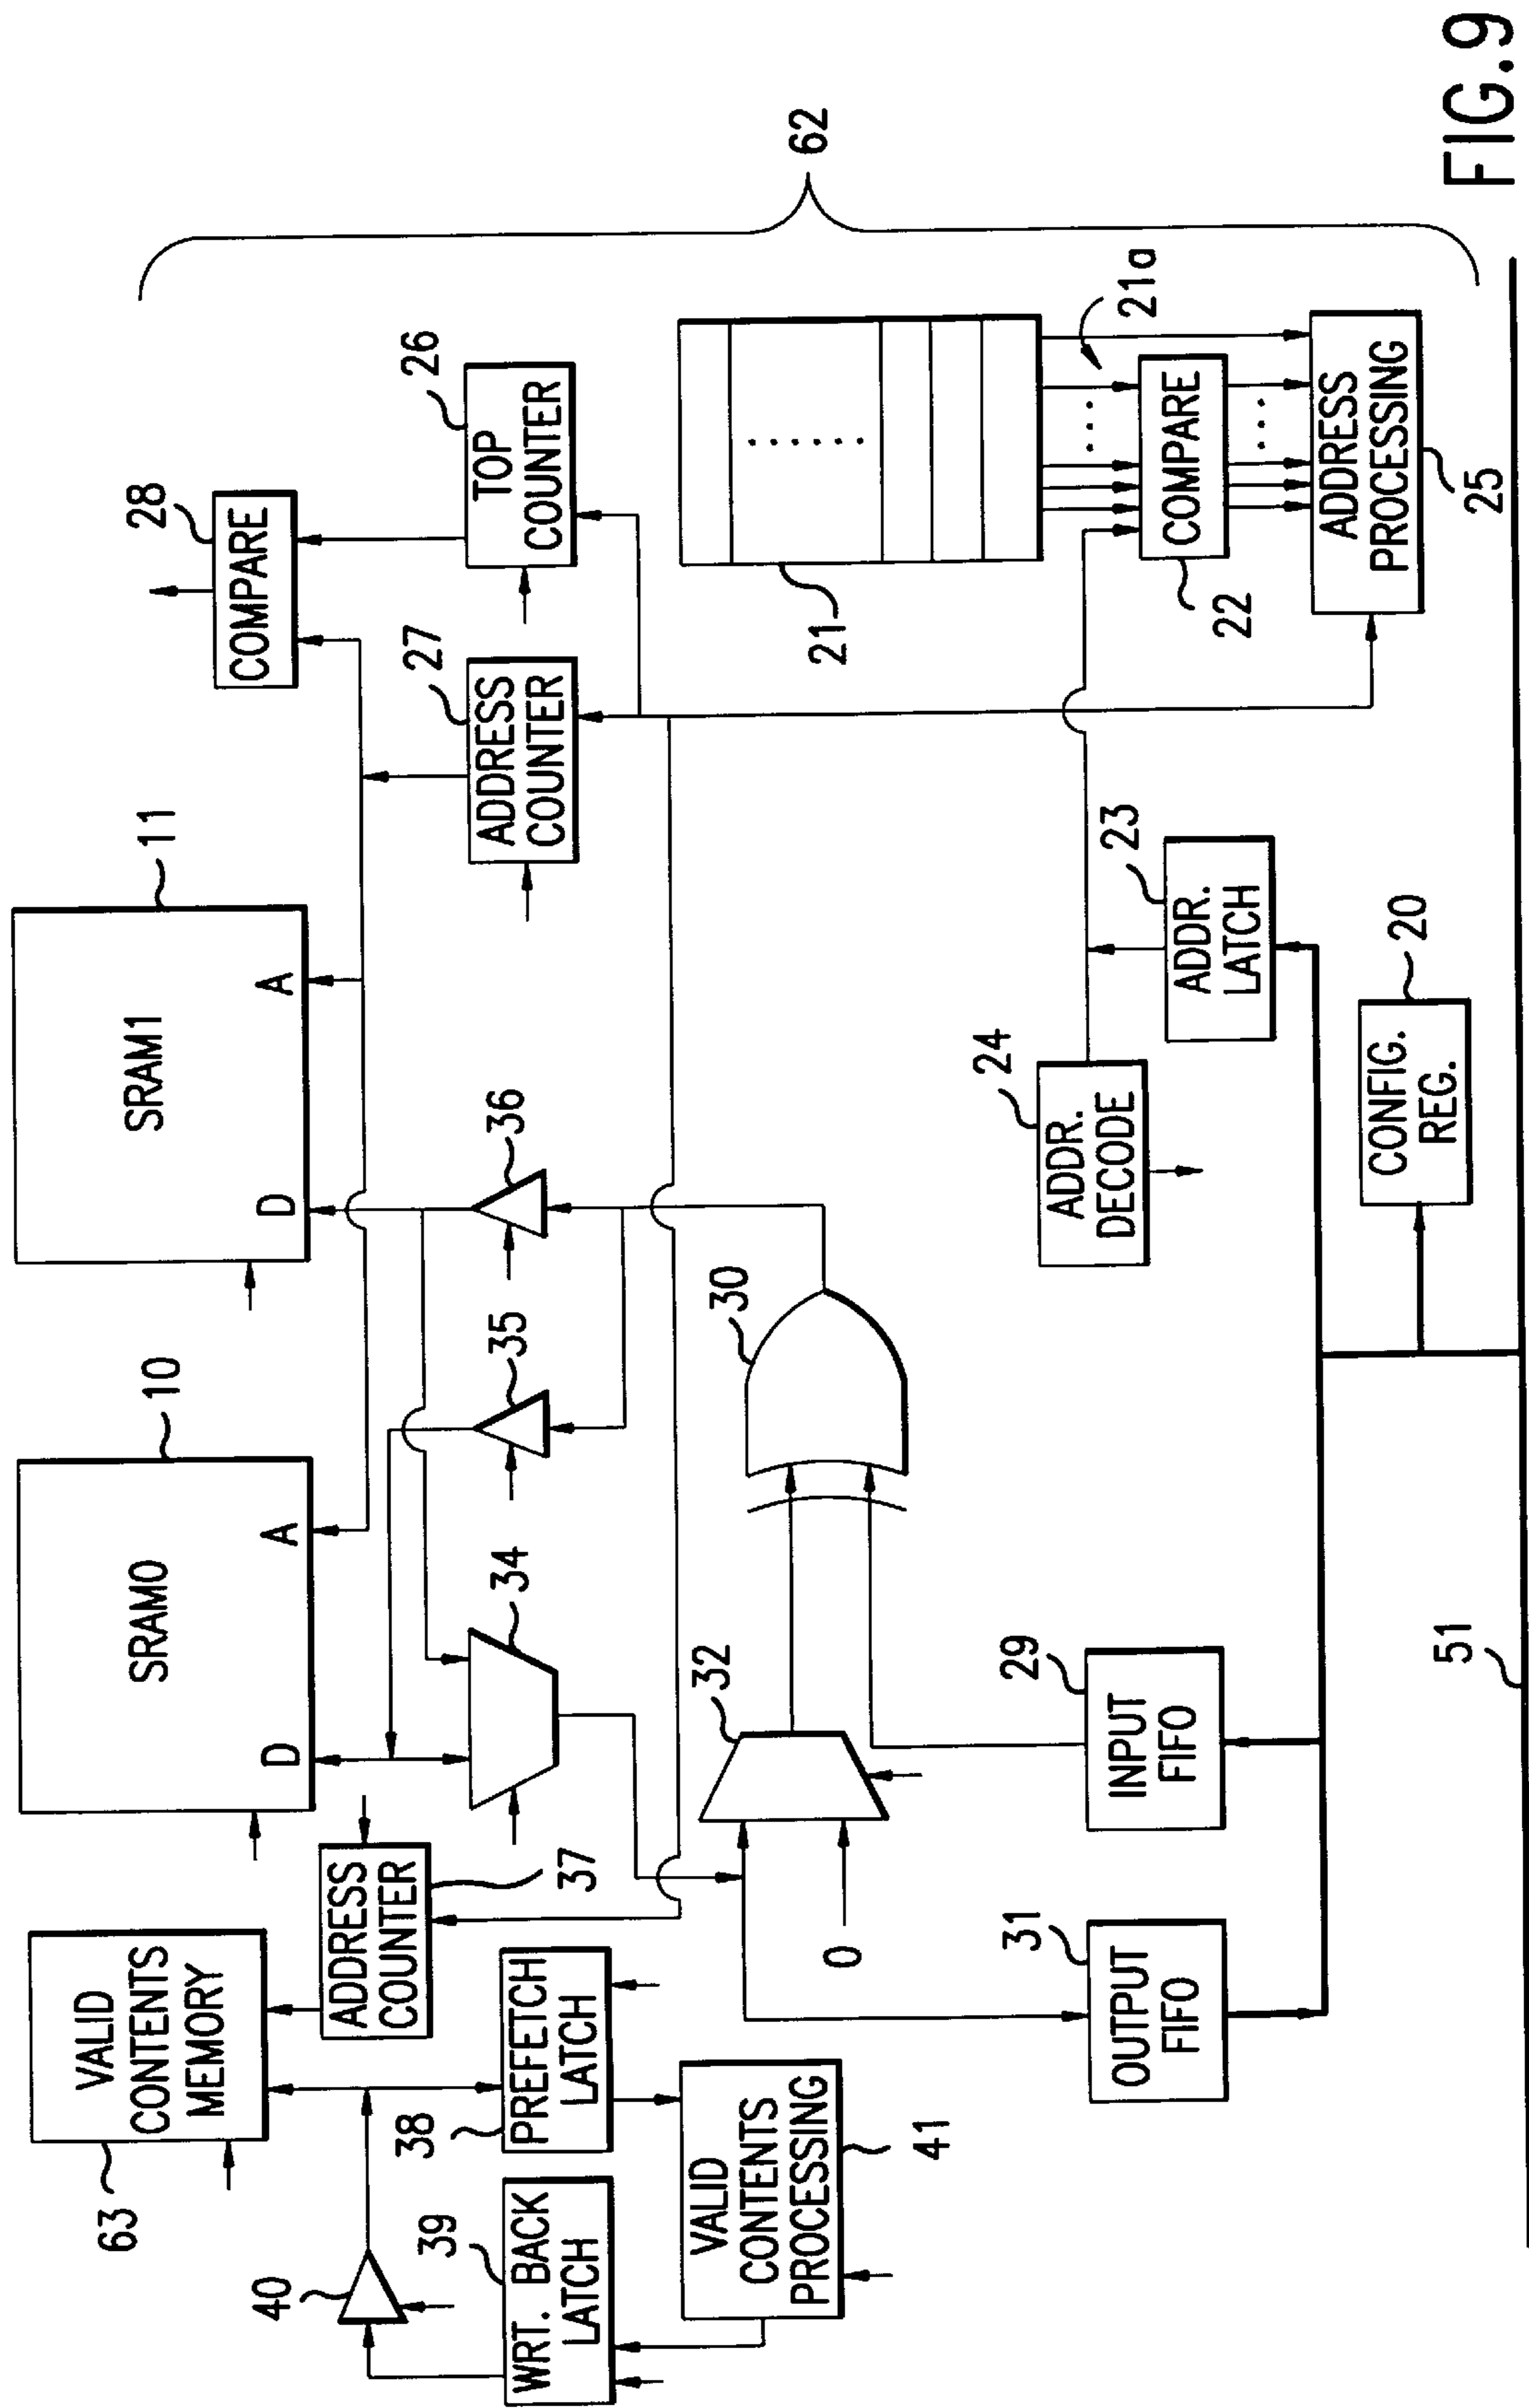 63
VALID
CONTENTS
MEMORY
SRAM0
D
A
10
SRAM1
D
A
11
28
COMPARE
62
40
39
WRT. BACK
LATCH
38
PREFETCH
LATCH
ADDRESS
COUNTER
37
34
35
36
27
ADDRESS
COUNTER
26
TOP
COUNTER
VALID
CONTENTS
PROCESSING
41
0
32
30
21
21a
24
ADDR.
DECODE
23
ADDR.
LATCH
COMPARE
22
31
OUTPUT
FIFO
29
INPUT
FIFO
CONFIG.
REG.
20
ADDRESS
PROCESSING
25
51
FIG.9